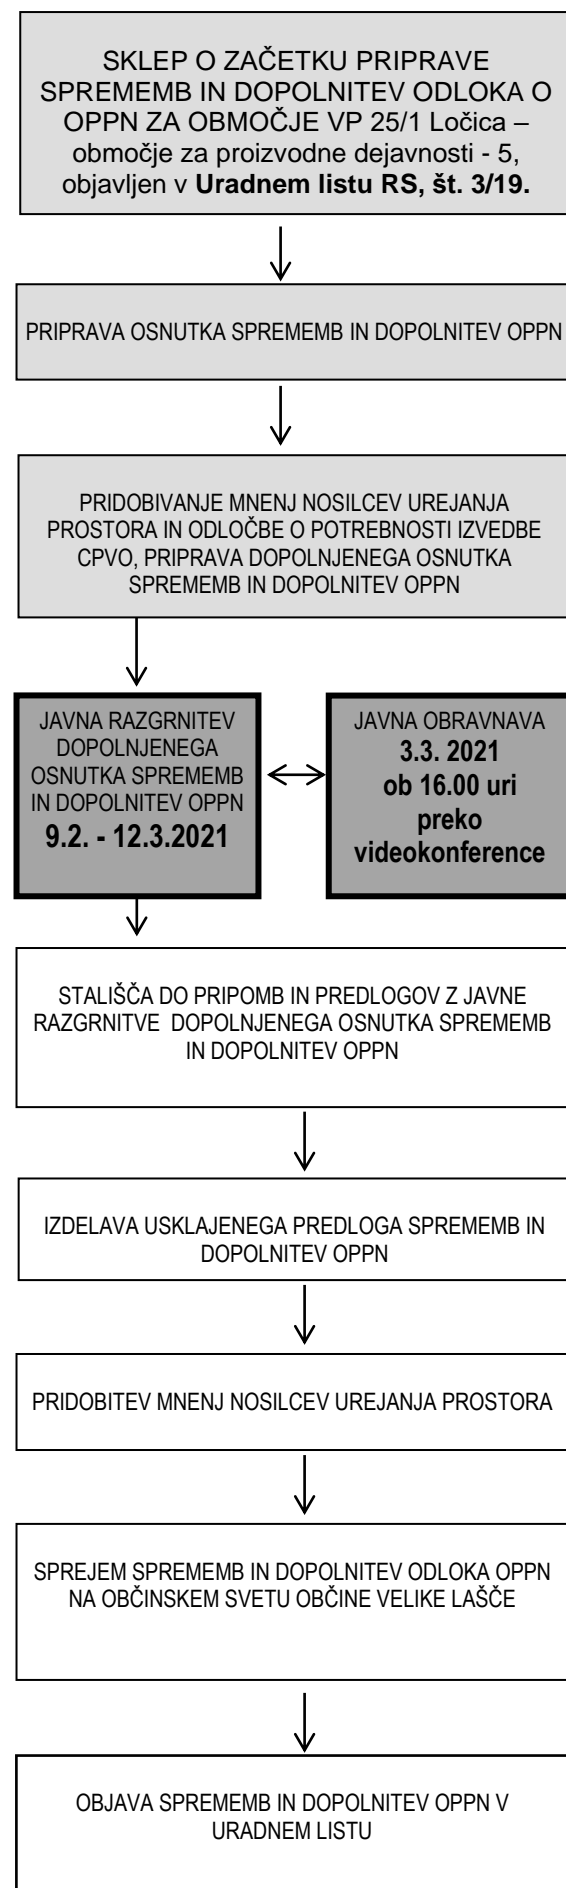 SKLEP O ZAČETKU PRIPRAVE
SPREMEMB IN DOPOLNITEV ODLOKA O
OPPN ZA OBMOČJE VP 25/1 Ločica –
območje za proizvodne dejavnosti - 5,
objavljen v Uradnem listu RS, št. 3/19.
PRIPRAVA OSNUTKA SPREMEMB IN DOPOLNITEV OPPN
PRIDOBIVANJE MNENJ NOSILCEV UREJANJA
PROSTORA IN ODLOČBE O POTREBNOSTI IZVEDBE
CPVO, PRIPRAVA DOPOLNJENEGA OSNUTKA
SPREMEMB IN DOPOLNITEV OPPN
JAVNA RAZGRNITEV
DOPOLNJENEGA
OSNUTKA SPREMEMB
IN DOPOLNITEV OPPN
9.2. - 12.3.2021
JAVNA OBRAVNAVA
3.3. 2021
ob 16.00 uri
preko
videokonference
STALIŠČA DO PRIPOMB IN PREDLOGOV Z JAVNE
RAZGRNITVE DOPOLNJENEGA OSNUTKA SPREMEMB
IN DOPOLNITEV OPPN
IZDELAVA USKLAJENEGA PREDLOGA SPREMEMB IN
DOPOLNITEV OPPN
PRIDOBITEV MNENJ NOSILCEV UREJANJA PROSTORA
SPREJEM SPREMEMB IN DOPOLNITEV ODLOKA OPPN
NA OBČINSKEM SVETU OBČINE VELIKE LAŠČE
OBJAVA SPREMEMB IN DOPOLNITEV OPPN V
URADNEM LISTU